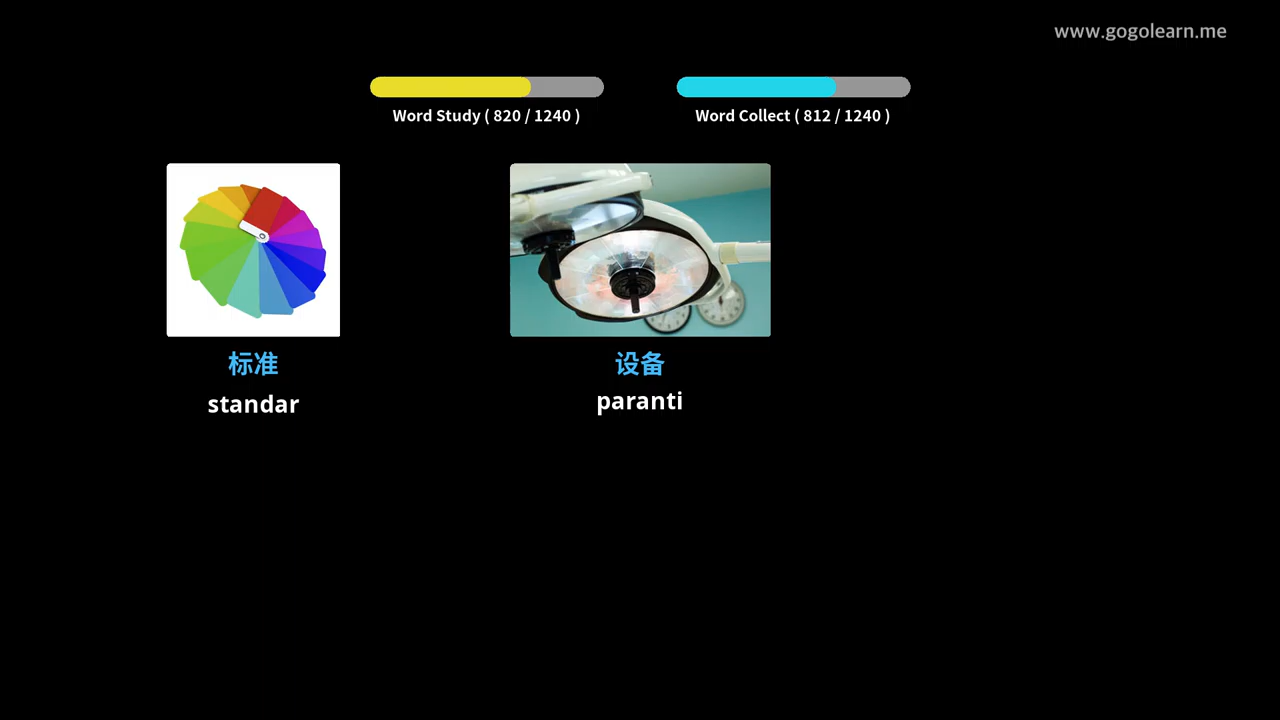 www.gogolearn.me
Word Study ( 820 / 1240 )
Word Collect ( 812 / 1240 )
标准
standar
设备
paranti